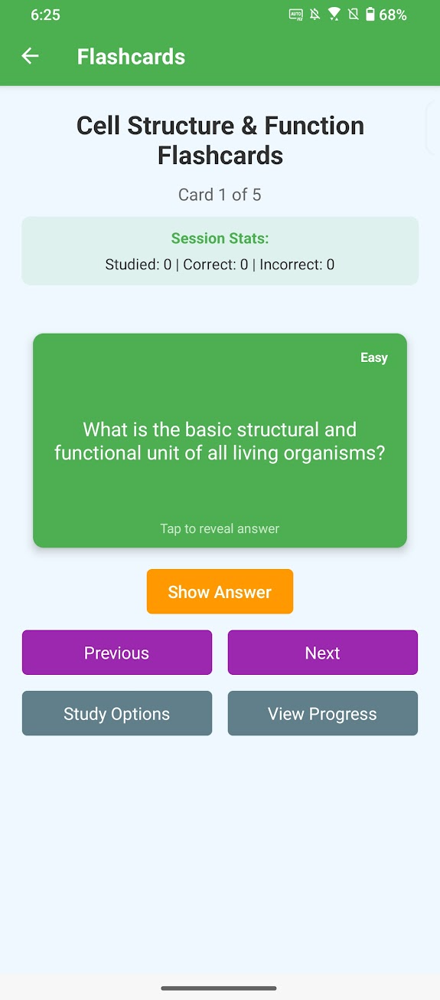 6:25
68%
Flashcards
Cell Structure & Function
Flashcards
Card 1 of 5
Session Stats:
Studied: 0 | Correct: 0 | Incorrect: 0
Easy
What is the basic structural and
functional unit of all living organisms?
Tap to reveal answer
Show Answer
Previous
Next
Study Options
View Progress